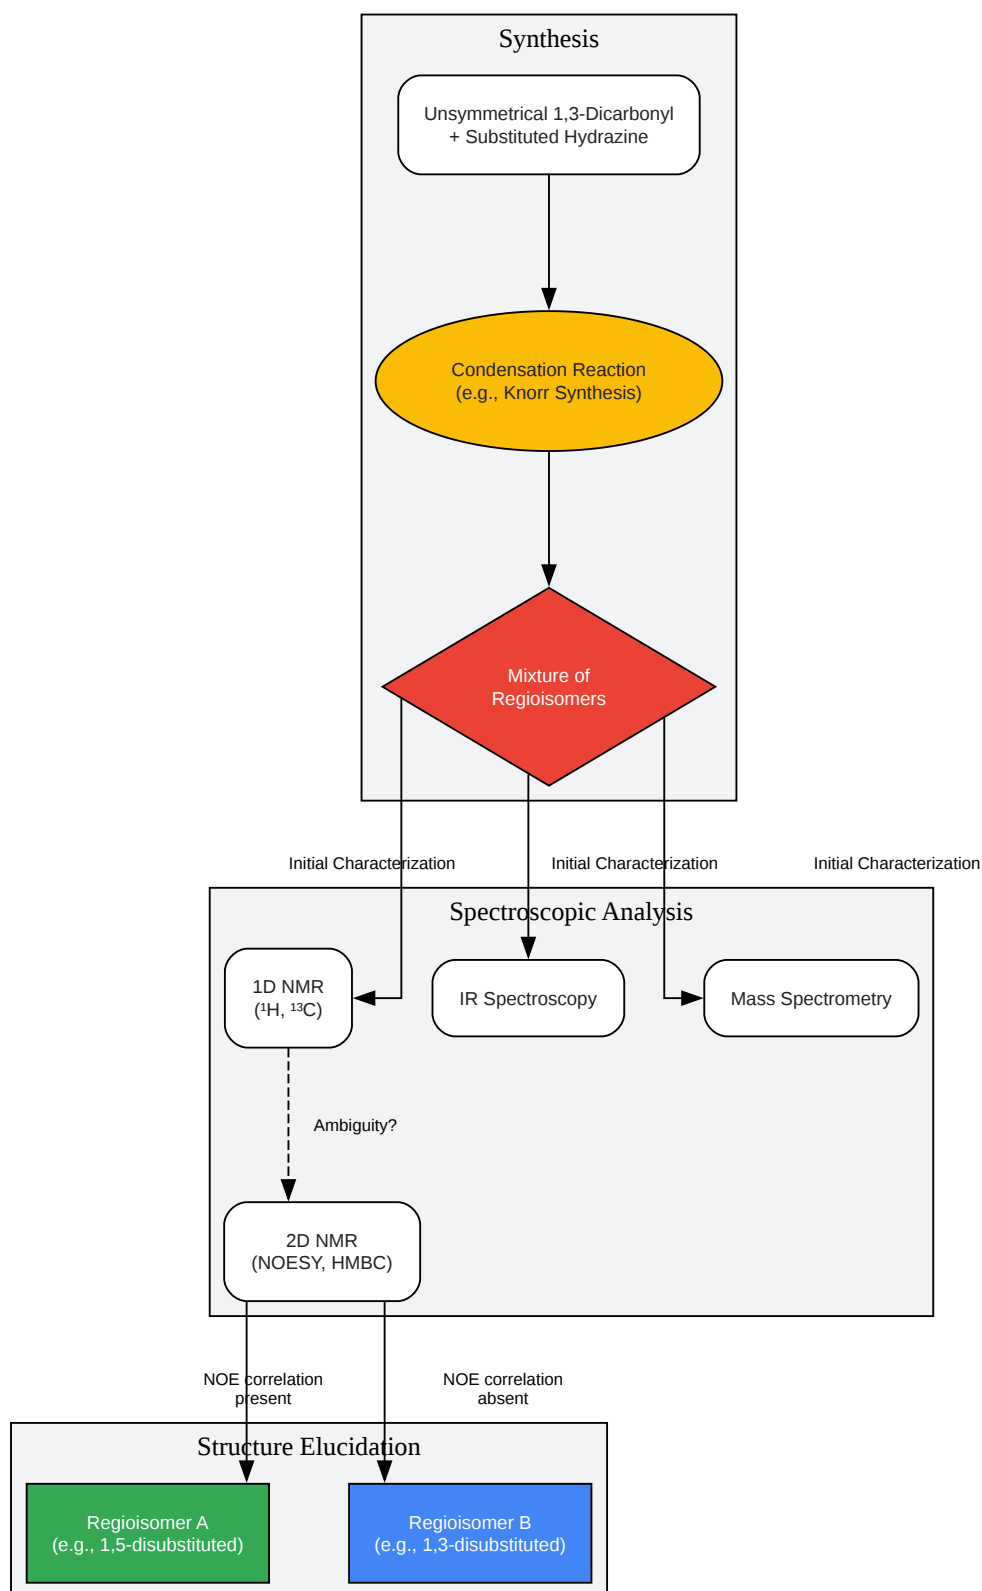 Synthesis
Unsymmetrical 1,3-Dicarbonyl
+ Substituted Hydrazine
Condensation Reaction
(e.g., Knorr Synthesis)
Mixture of
Regioisomers
Initial Characterization
Initial Characterization
Initial Characterization
Spectroscopic Analysis
1D NMR
(¹H, ¹³C)
IR Spectroscopy
Mass Spectrometry
Ambiguity?
2D NMR
(NOESY, HMBC)
NOE correlation
present
NOE correlation
absent
Structure Elucidation
Regioisomer A
(e.g., 1,5-disubstituted)
Regioisomer B
(e.g., 1,3-disubstituted)